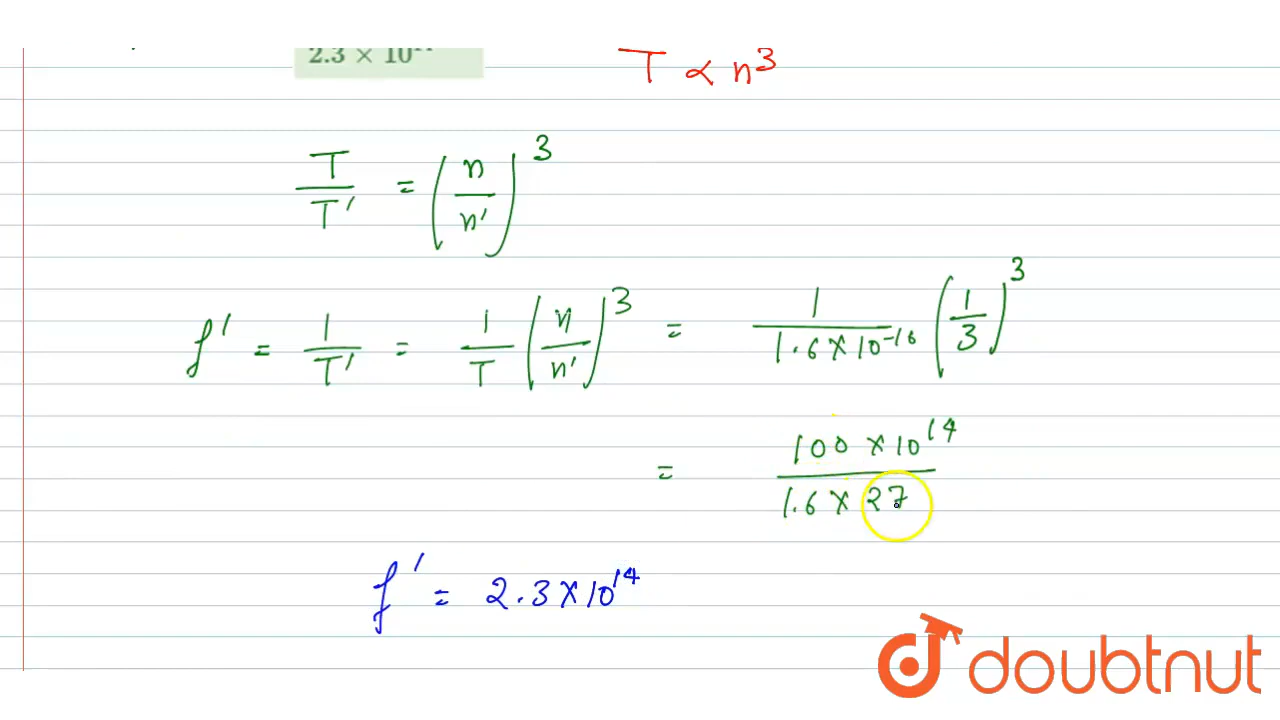 2.3 × 10
T ∝ n³
T/T' = (n/n')³
f' = 1/T' = 1/T (n/n')³ = 1/(1.6×10⁻¹⁶) (1/3)³
= (100 × 10¹⁴)/(1.6 × 27)
f' = 2.3 × 10¹⁴
doubtnut